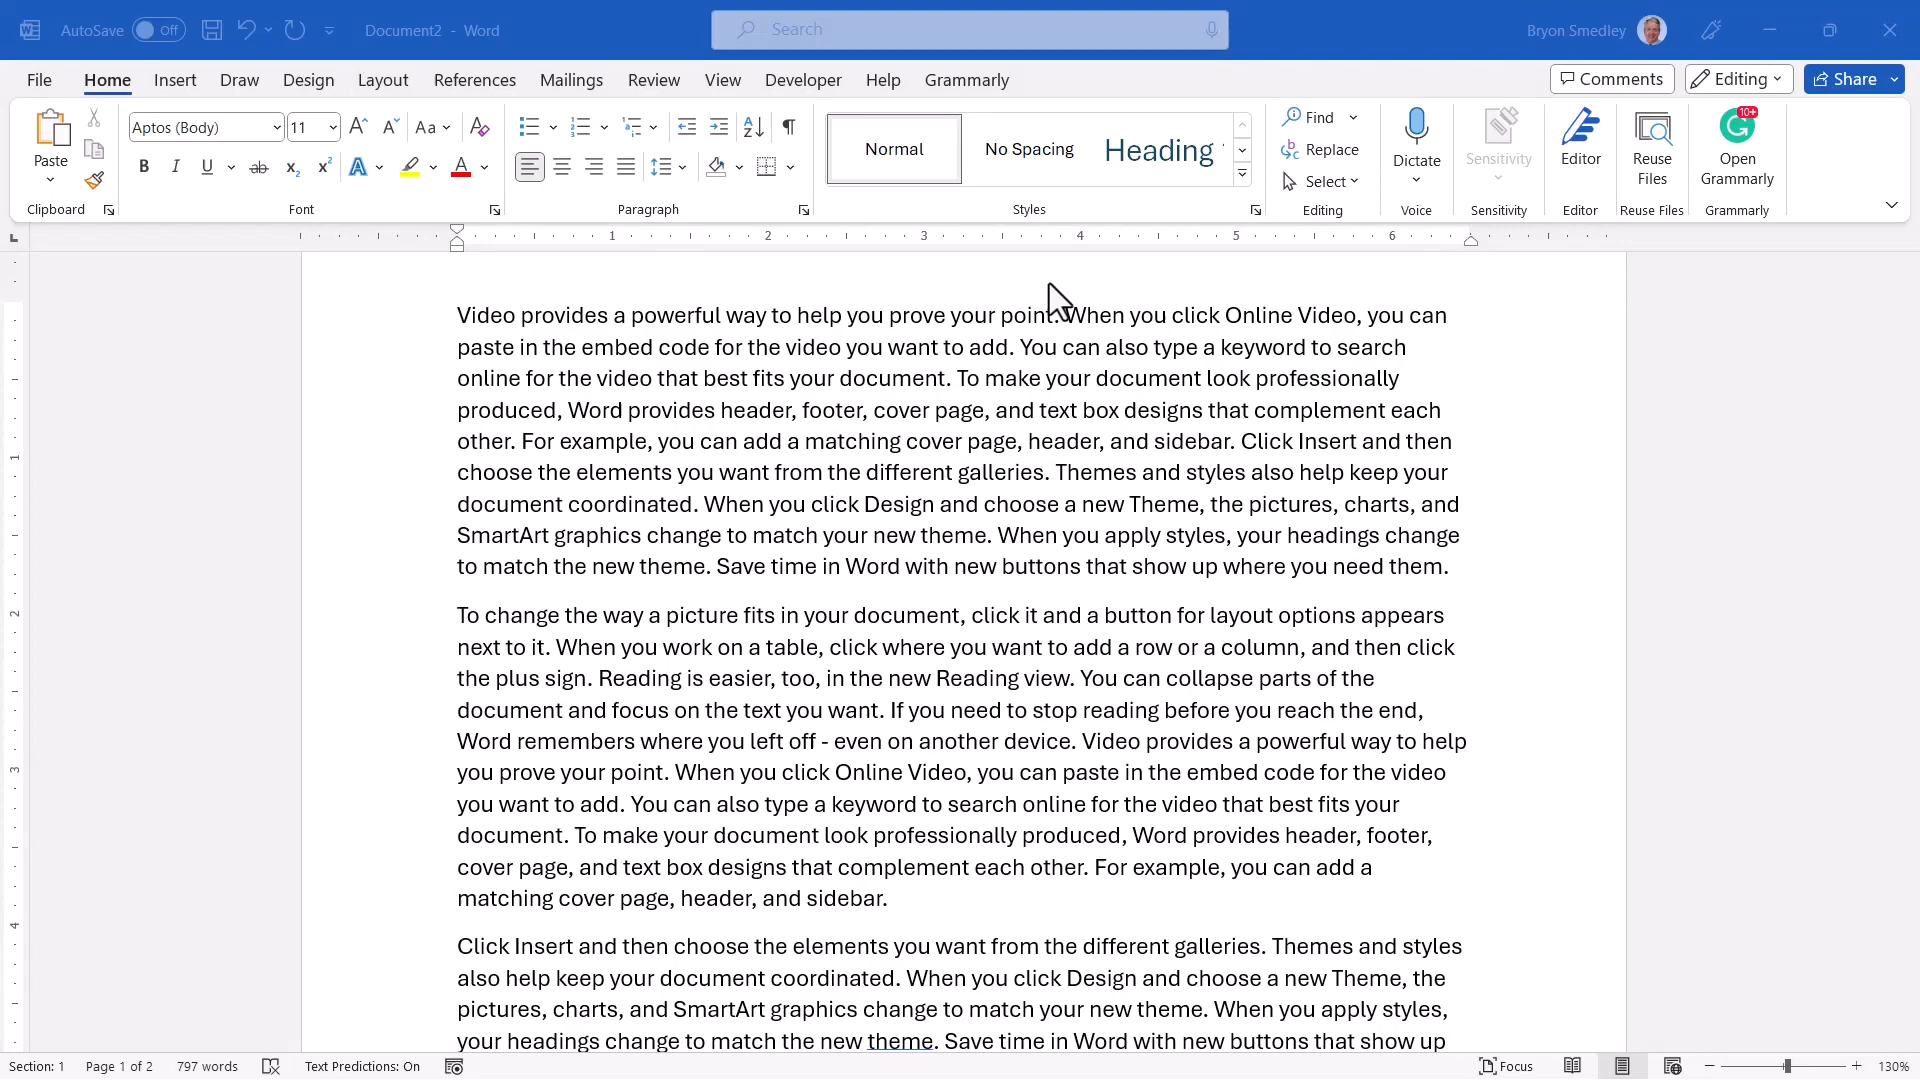 AutoSave Off Document2 - Word Search Bryon Smedley
File Home Insert Draw Design Layout References Mailings Review View Developer Help Grammarly Comments Editing Share
Paste
Clipboard
Aptos (Body) 11
Aa
B I U ab x₂ x² A A
Font
Paragraph
Normal No Spacing Heading
Styles
Find
Replace
Select
Editing
Dictate
Voice
Sensitivity
Sensitivity
Editor
Editor
Reuse
Files
Reuse Files
10+
Open
Grammarly
Grammarly
1 2 3 4 5 6
Video provides a powerful way to help you prove your point. When you click Online Video, you can
paste in the embed code for the video you want to add. You can also type a keyword to search
online for the video that best fits your document. To make your document look professionally
produced, Word provides header, footer, cover page, and text box designs that complement each
other. For example, you can add a matching cover page, header, and sidebar. Click Insert and then
choose the elements you want from the different galleries. Themes and styles also help keep your
document coordinated. When you click Design and choose a new Theme, the pictures, charts, and
SmartArt graphics change to match your new theme. When you apply styles, your headings change
to match the new theme. Save time in Word with new buttons that show up where you need them.
To change the way a picture fits in your document, click it and a button for layout options appears
next to it. When you work on a table, click where you want to add a row or a column, and then click
the plus sign. Reading is easier, too, in the new Reading view. You can collapse parts of the
document and focus on the text you want. If you need to stop reading before you reach the end,
Word remembers where you left off - even on another device. Video provides a powerful way to help
you prove your point. When you click Online Video, you can paste in the embed code for the video
you want to add. You can also type a keyword to search online for the video that best fits your
document. To make your document look professionally produced, Word provides header, footer,
cover page, and text box designs that complement each other. For example, you can add a
matching cover page, header, and sidebar.
Click Insert and then choose the elements you want from the different galleries. Themes and styles
also help keep your document coordinated. When you click Design and choose a new Theme, the
pictures, charts, and SmartArt graphics change to match your new theme. When you apply styles,
your headings change to match the new theme. Save time in Word with new buttons that show up
1
2
3
4
Section: 1 Page 1 of 2 797 words Text Predictions: On Focus 130%